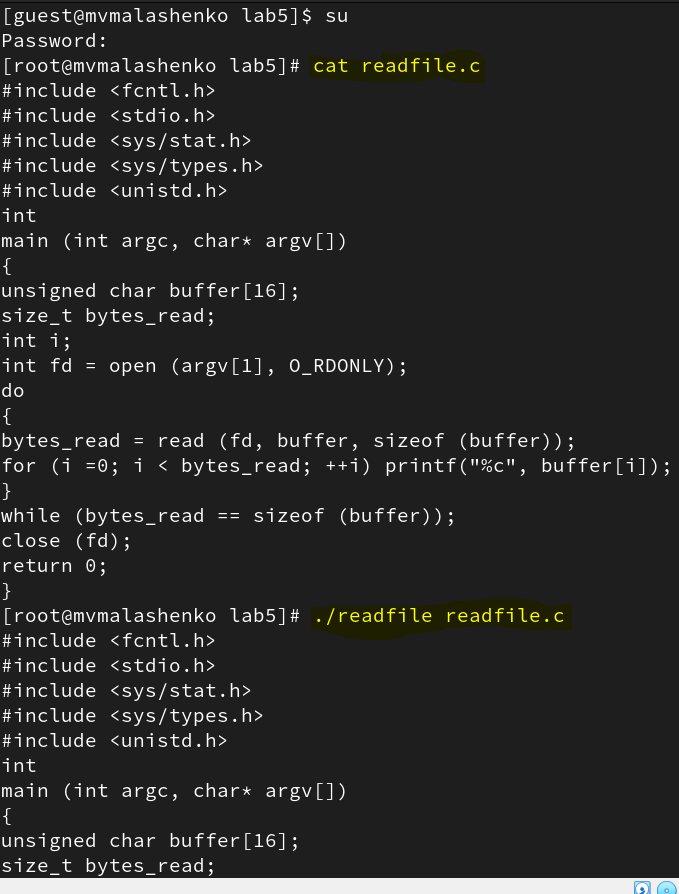 [guest@mvmalashenko lab5]$ su
Password:
[root@mvmalashenko lab5]# cat readfile.c
#include <fcntl.h>
#include <stdio.h>
#include <sys/stat.h>
#include <sys/types.h>
#include <unistd.h>
int
main (int argc, char* argv[])
{
unsigned char buffer[16];
size_t bytes_read;
int i;
int fd = open (argv[1], O_RDONLY);
do
{
bytes_read = read (fd, buffer, sizeof (buffer));
for (i =0; i < bytes_read; ++i) printf("%c", buffer[i]);
}
while (bytes_read == sizeof (buffer));
close (fd);
return 0;
}
[root@mvmalashenko lab5]# ./readfile readfile.c
#include <fcntl.h>
#include <stdio.h>
#include <sys/stat.h>
#include <sys/types.h>
#include <unistd.h>
int
main (int argc, char* argv[])
{
unsigned char buffer[16];
size_t bytes_read;